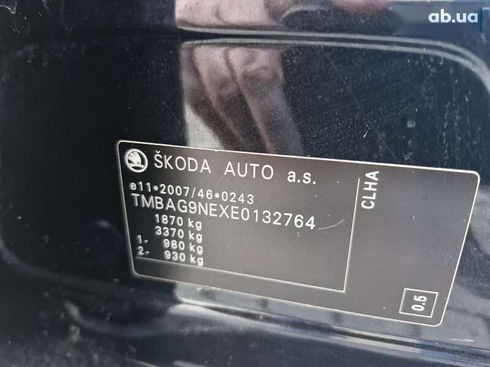 ab.ua
ŠKODA AUTO a.s.
e11*2007/46*0243
TMBAG9NEXE0132764
1870 kg
3370 kg
1- 980 kg
2- 930 kg
CLHA
0.5